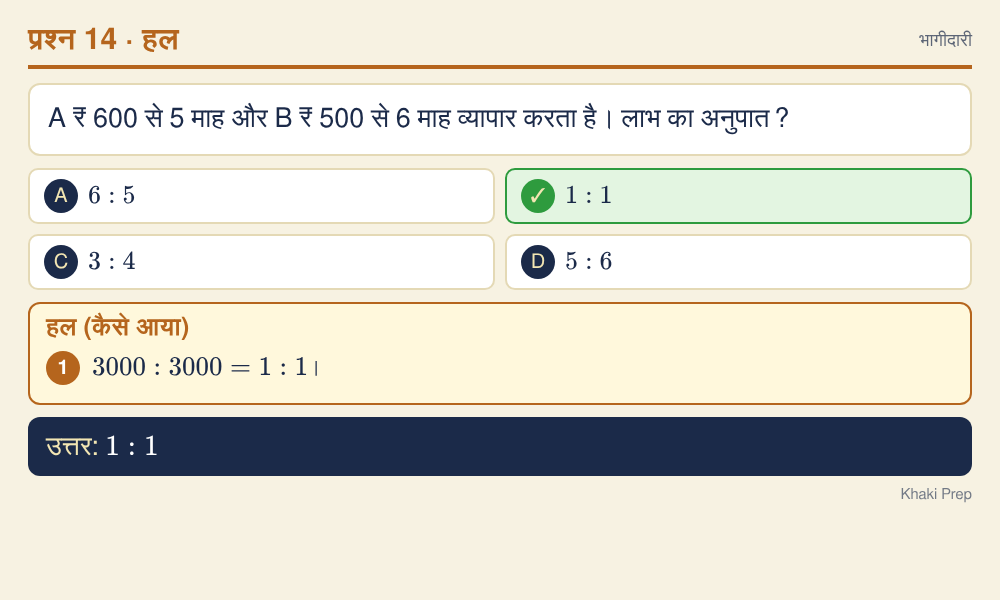 प्रश्न 14 · हल
भागीदारी
A ₹ 600 से 5 माह और B ₹ 500 से 6 माह व्यापार करता है। लाभ का अनुपात ?
A 6 : 5
✓ 1 : 1
C 3 : 4
D 5 : 6
हल (कैसे आया)
1 3000 : 3000 = 1 : 1।
उत्तर: 1 : 1
Khaki Prep